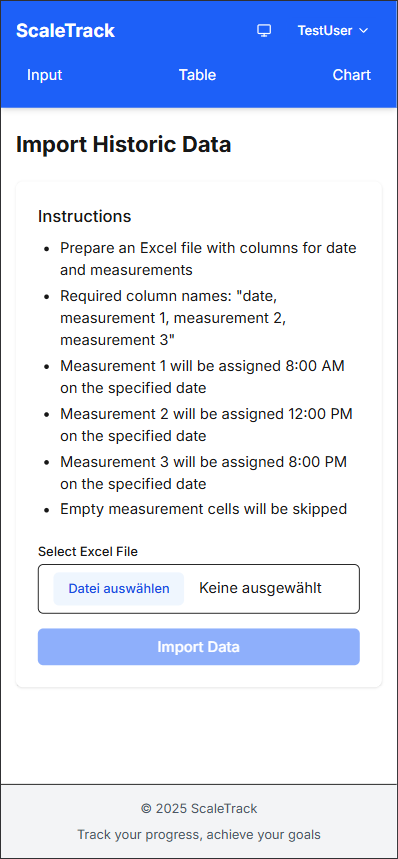 ScaleTrack
TestUser
Input
Table
Chart
Import Historic Data
Instructions
• Prepare an Excel file with columns for date
and measurements
• Required column names: "date,
measurement 1, measurement 2,
measurement 3"
• Measurement 1 will be assigned 8:00 AM
on the specified date
• Measurement 2 will be assigned 12:00 PM
on the specified date
• Measurement 3 will be assigned 8:00 PM
on the specified date
• Empty measurement cells will be skipped
Select Excel File
Datei auswählen Keine ausgewählt
Import Data
© 2025 ScaleTrack
Track your progress, achieve your goals